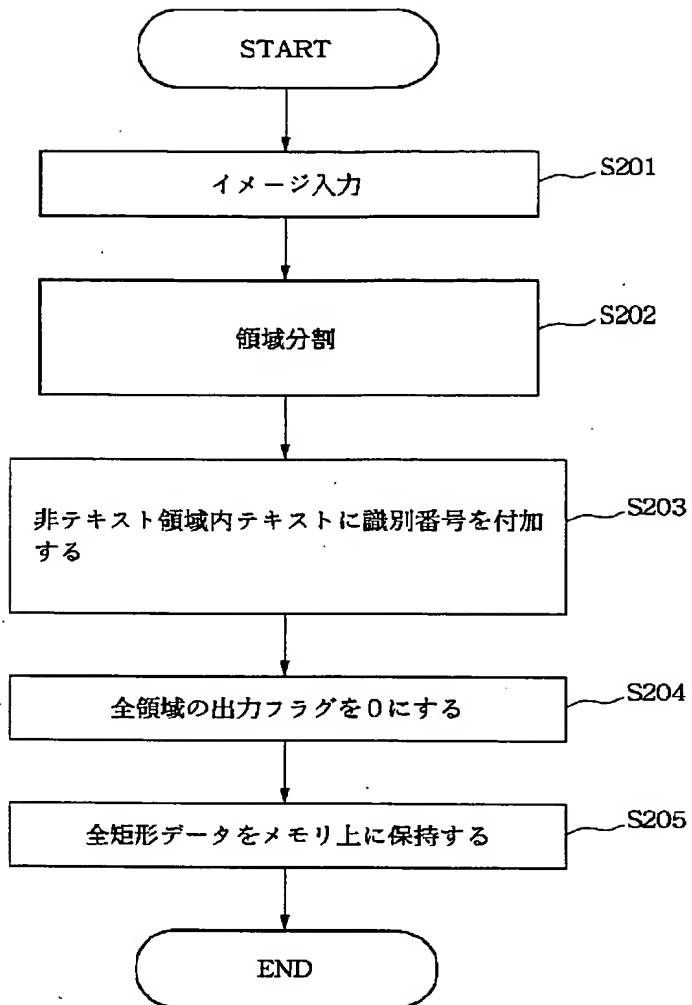 START
イメージ入力
S201
領域分割
S202
非テキスト領域内テキストに識別番号を付加
する
S203
全領域の出力フラグを0にする
S204
全矩形データをメモリ上に保持する
S205
END